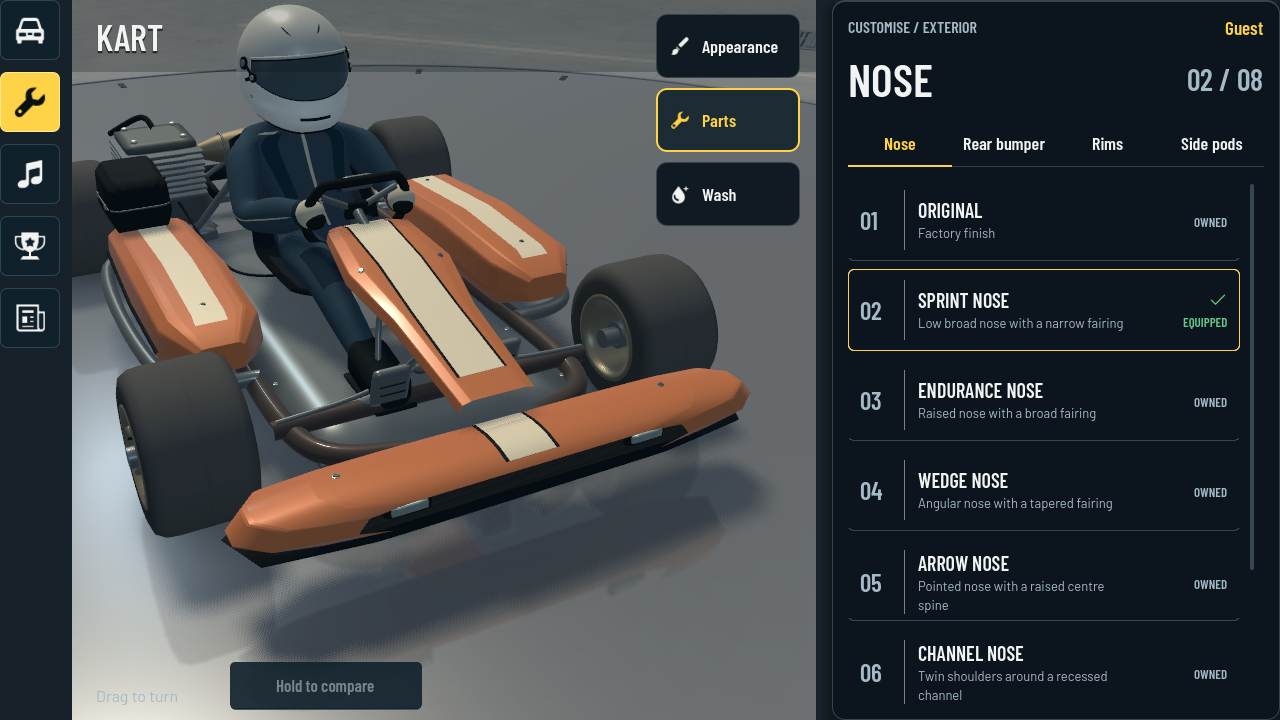 KART
Appearance
Parts
Wash
Drag to turn
Hold to compare
CUSTOMISE / EXTERIOR
Guest
NOSE
02 / 08
Nose
Rear bumper
Rims
Side pods
01
ORIGINAL
Factory finish
OWNED
02
SPRINT NOSE
Low broad nose with a narrow fairing
EQUIPPED
03
ENDURANCE NOSE
Raised nose with a broad fairing
OWNED
04
WEDGE NOSE
Angular nose with a tapered fairing
OWNED
05
ARROW NOSE
Pointed nose with a raised centre
spine
OWNED
06
CHANNEL NOSE
Twin shoulders around a recessed
channel
OWNED